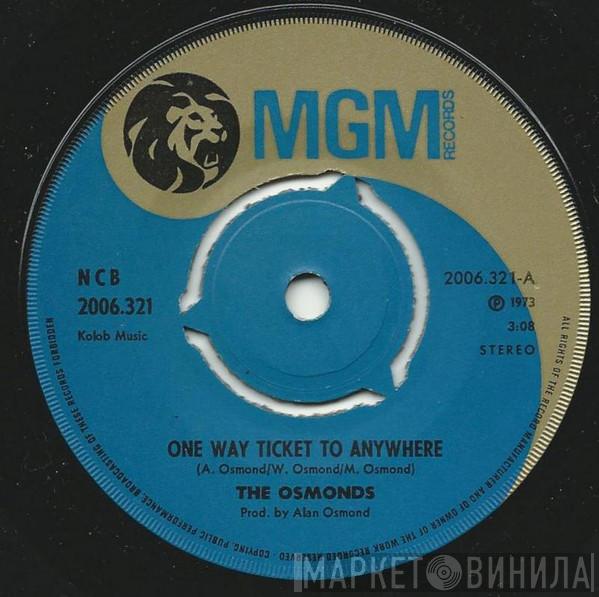 MGM
RECORDS
NCB
2006.321
Kolob Music
2006.321-A
℗ 1973
3:08
STEREO
ONE WAY TICKET TO ANYWHERE
(A. Osmond/W. Osmond/M. Osmond)
THE OSMONDS
Prod. by Alan Osmond
ALL RIGHTS OF THE RECORD MANUFACTURER AND OF OWNER OF THE WORK RECORDED RESERVED - COPYING, PUBLIC PERFORMANCE, BROADCASTING OF THESE RECORDS FORBIDDEN
МАРКЕТ ВИНИЛА